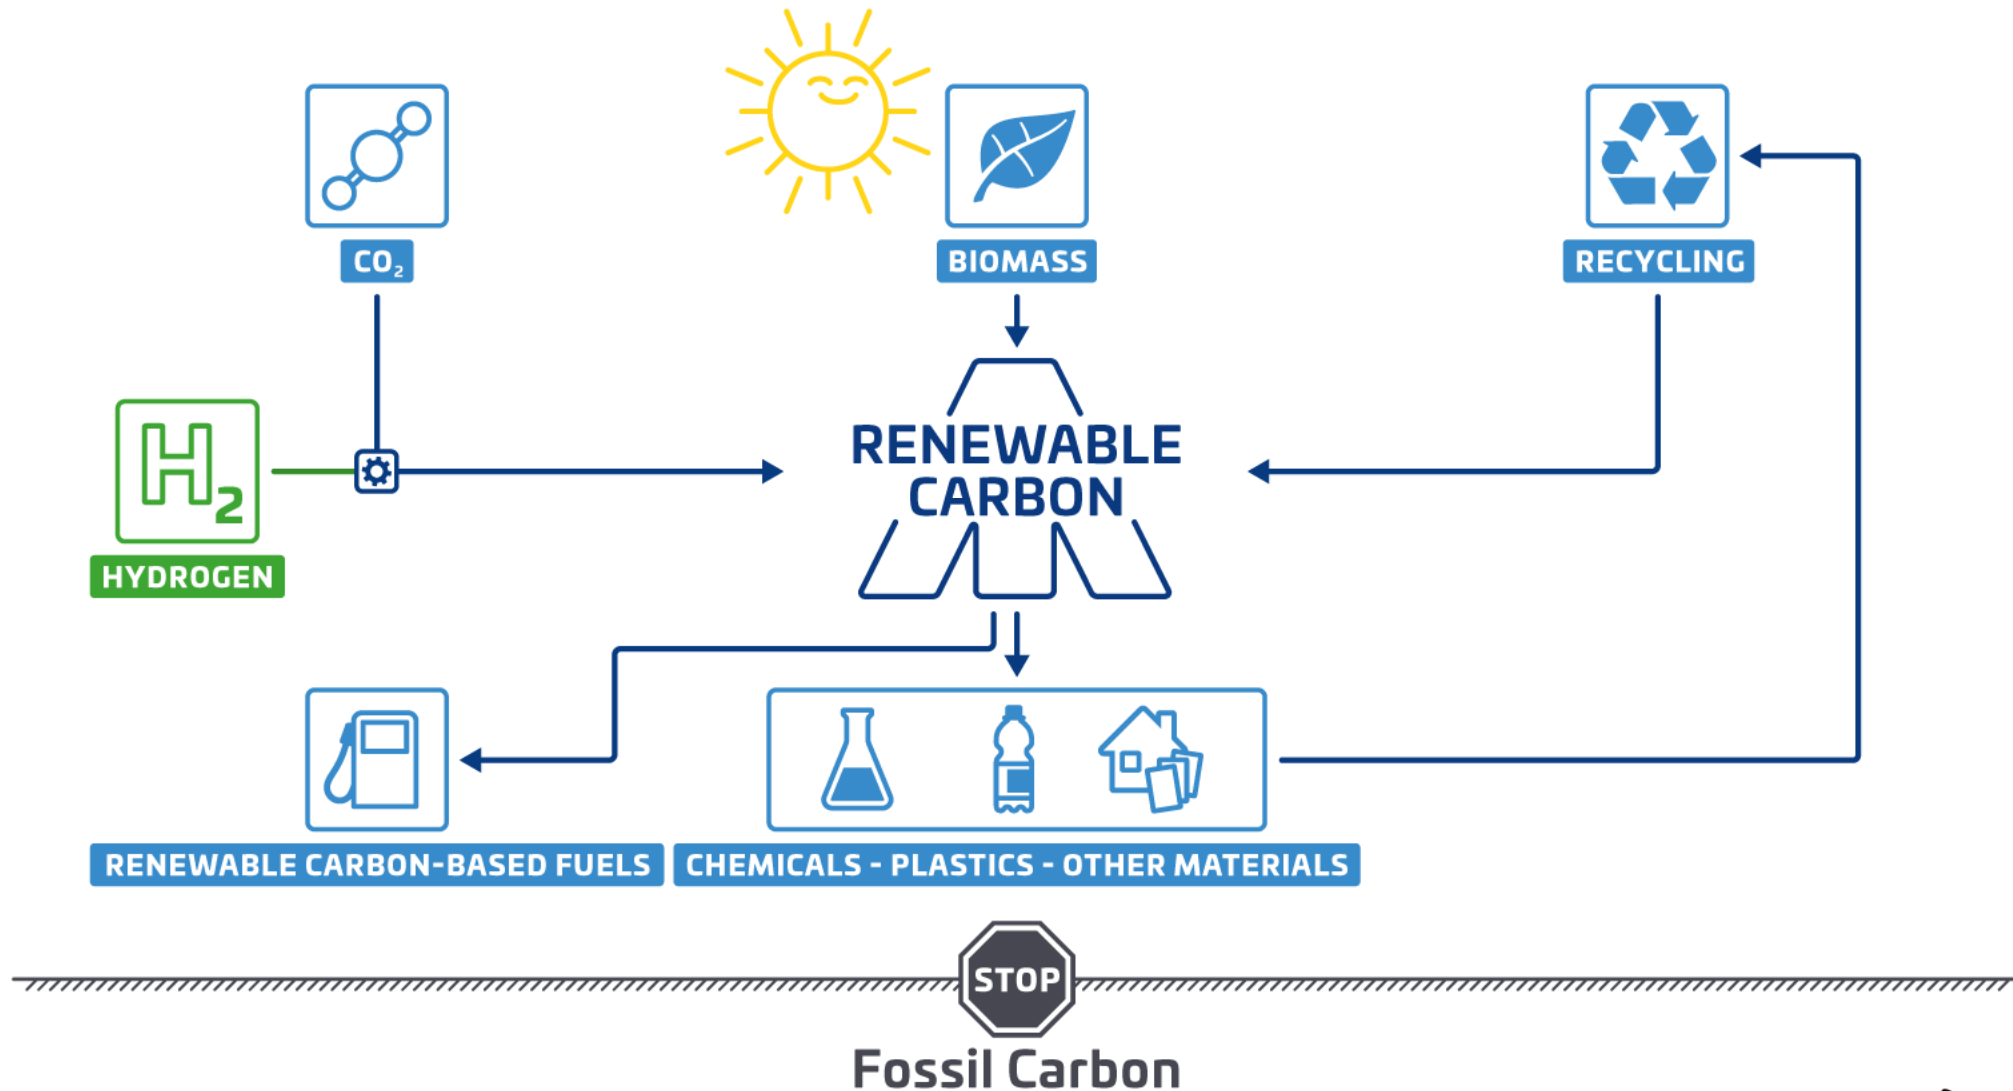 CO₂
BIOMASS
RECYCLING
H₂
HYDROGEN
RENEWABLE
CARBON
RENEWABLE CARBON-BASED FUELS
CHEMICALS - PLASTICS - OTHER MATERIALS
STOP
Fossil Carbon